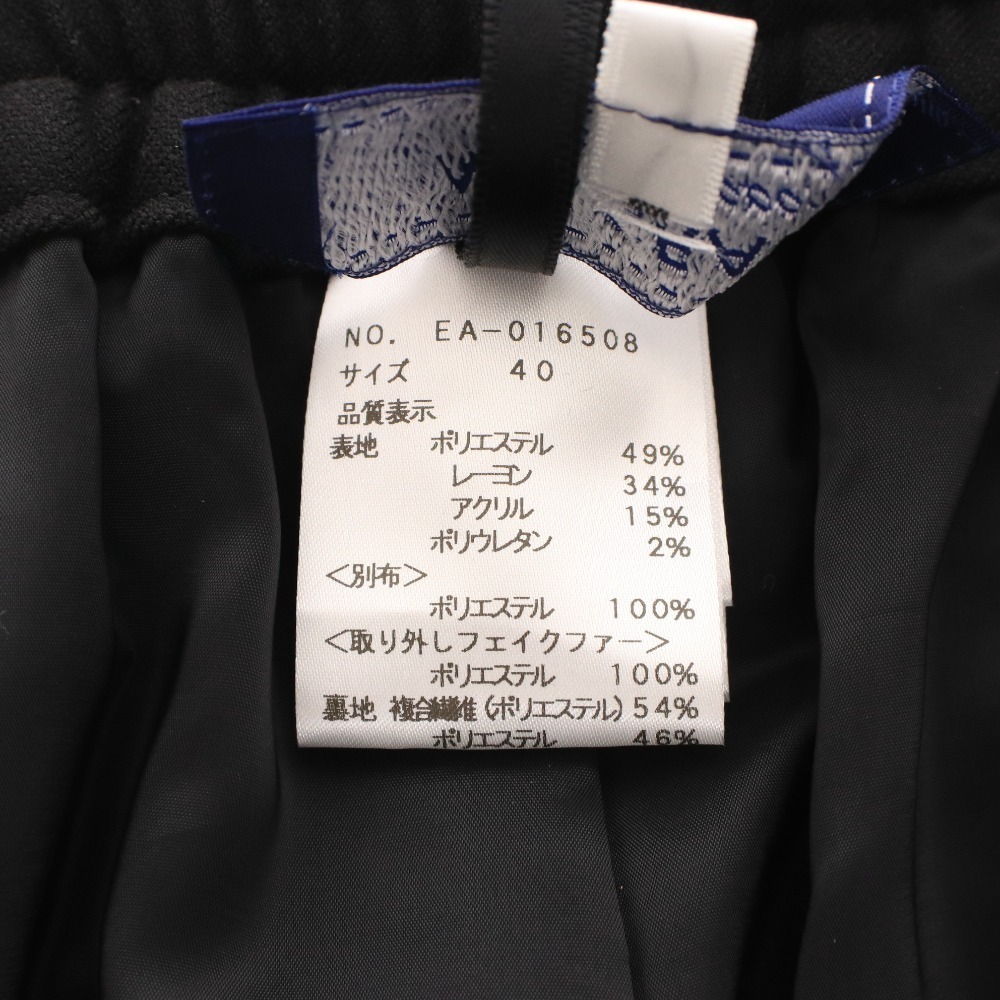 NO. EA-016508
サイズ 40
品質表示
表地 ポリエステル 49%
レーヨン 34%
アクリル 15%
ポリウレタン 2%
<別布>
ポリエステル 100%
<取り外しフェイクファー>
ポリエステル 100%
裏地 複合繊維(ポリエステル)54%
ポリエステル 46%